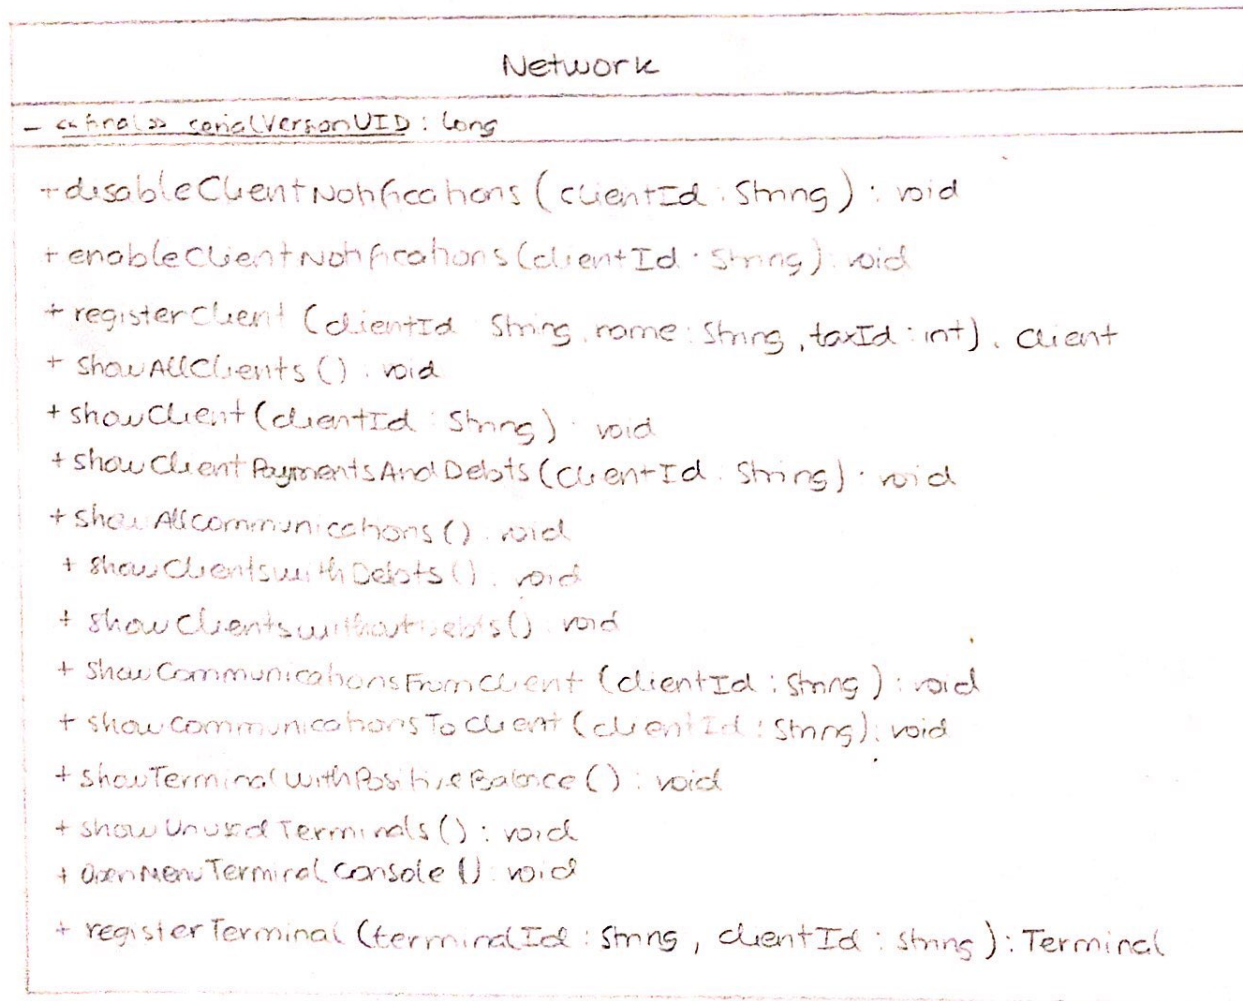 Network
- <<final>> serialVersionUID : long
+ disableClientNotifications (clientId : String) : void
+ enableClientNotifications (clientId : String) : void
+ registerClient (clientId : String, name : String, taxId : int) : Client
+ showAllClients () : void
+ showClient (clientId : String) : void
+ showClientPaymentsAndDebts (clientId : String) : void
+ showAllCommunications () : void
+ showClientswithDebts () : void
+ showClientswithoutDebts () : void
+ showCommunicationsFromClient (clientId : String) : void
+ showCommunicationsToClient (clientId : String) : void
+ showTerminalwithPositiveBalance () : void
+ showUnusedTerminals () : void
+ OpenMenuTerminalConsole () : void
+ registerTerminal (terminalId : String, clientId : String) : Terminal